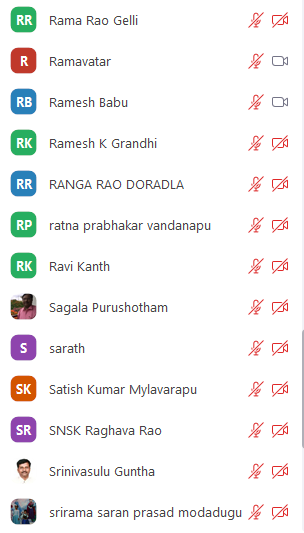 RR Rama Rao Gelli
R Ramavatar
RB Ramesh Babu
RK Ramesh K Grandhi
RR RANGA RAO DORADLA
RP ratna prabhakar vandanapu
RK Ravi Kanth
Sagala Purushotham
S sarath
SK Satish Kumar Mylavarapu
SR SNSK Raghava Rao
Srinivasulu Guntha
srirama saran prasad modadugu